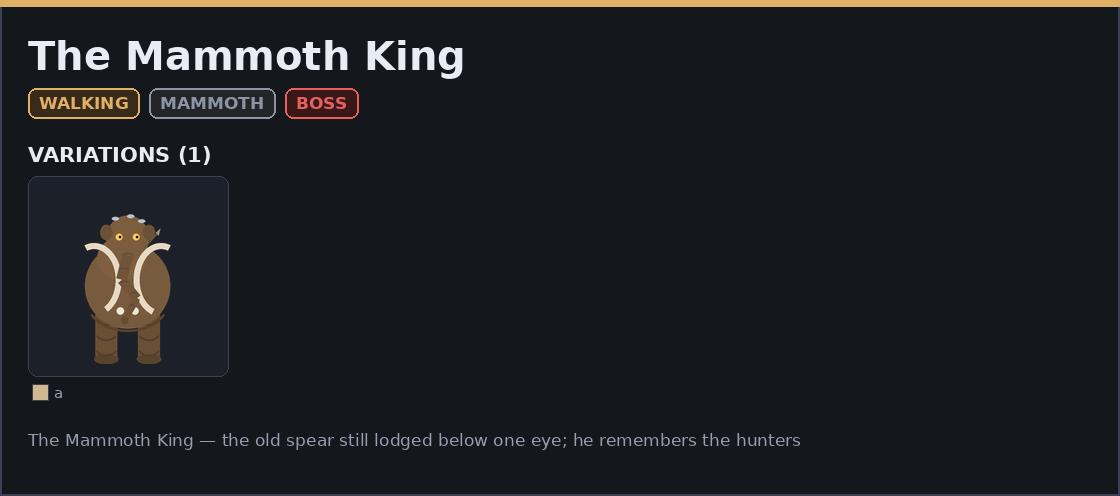 The Mammoth King
WALKING MAMMOTH BOSS
VARIATIONS (1)
a
The Mammoth King — the old spear still lodged below one eye; he remembers the hunters